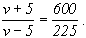 v + 5 / v − 5 = 600 / 225 .